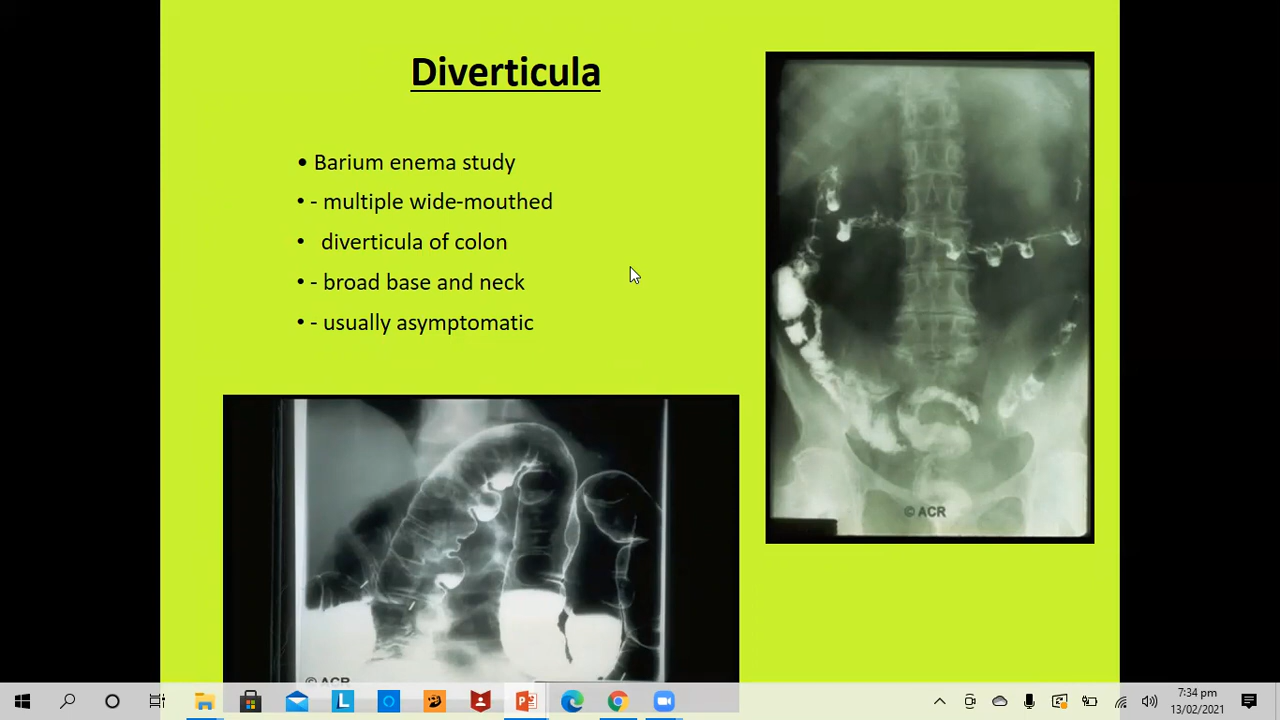 Diverticula
• Barium enema study
• - multiple wide-mouthed
• diverticula of colon
• - broad base and neck
• - usually asymptomatic
© ACR
© ACR
7:34 pm
13/02/2021